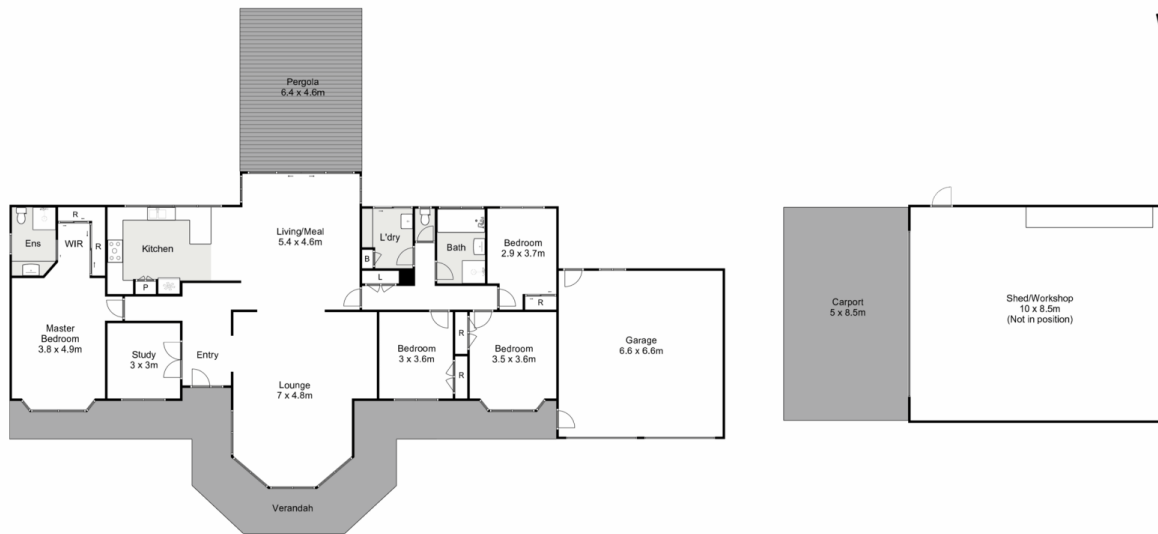 Pergola
6.4 x 4.6m
Ens
WIR
R
R
Kitchen
P
Living/Meal
5.4 x 4.6m
L'dry
B
L
Bath
Bedroom
2.9 x 3.7m
R
Master
Bedroom
3.8 x 4.9m
Study
3 x 3m
Entry
Lounge
7 x 4.8m
Bedroom
3 x 3.6m
R
R
Bedroom
3.5 x 3.6m
Garage
6.6 x 6.6m
Verandah
Carport
5 x 8.5m
Shed/Workshop
10 x 8.5m
(Not in position)